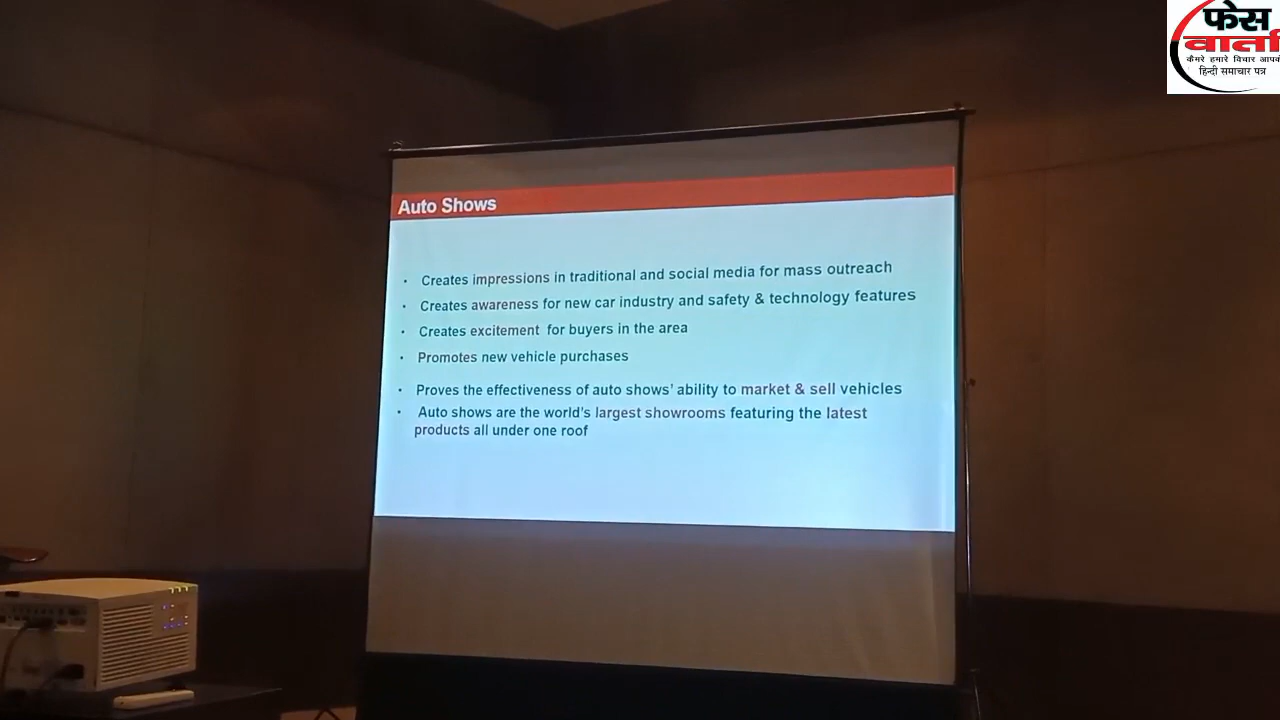 फेस
वार्ता
कैमरे हमारे विचार आपके
हिन्दी समाचार पत्र
Auto Shows
• Creates impressions in traditional and social media for mass outreach
• Creates awareness for new car industry and safety & technology features
• Creates excitement for buyers in the area
• Promotes new vehicle purchases
• Proves the effectiveness of auto shows' ability to market & sell vehicles
• Auto shows are the world's largest showrooms featuring the latest
products all under one roof